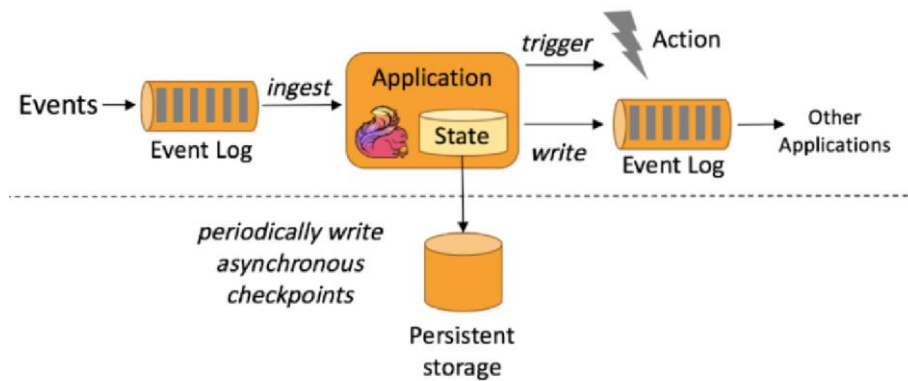 Events
Event Log
ingest
Application
State
trigger
Action
write
Event Log
Other
Applications
periodically write
asynchronous
checkpoints
Persistent
storage